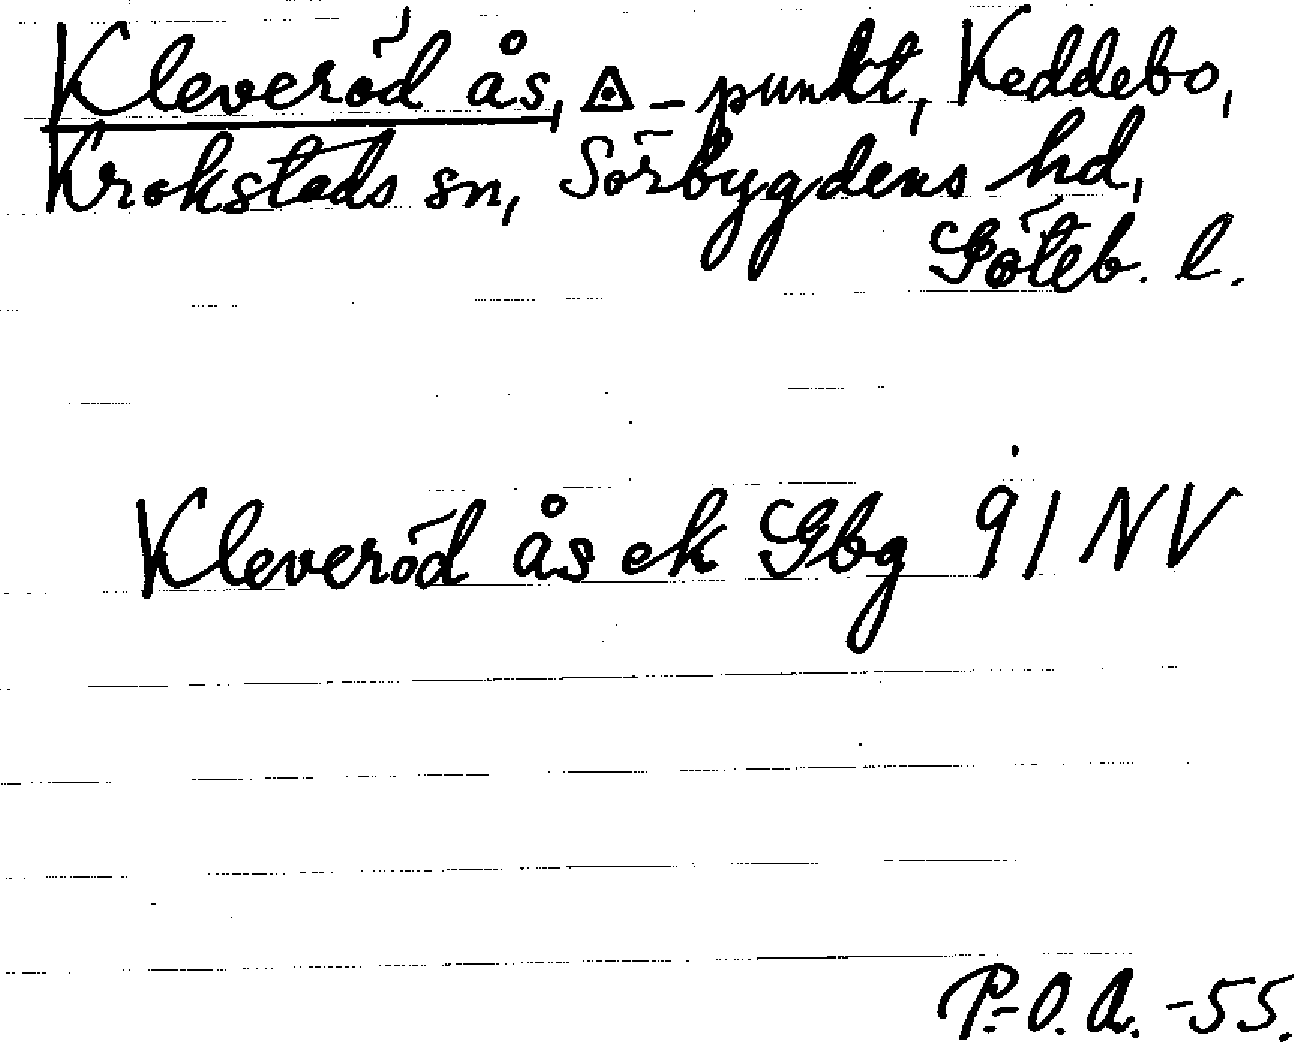 Kleveröd ås, △-punkt, Keddebo,
Krokstads sn, Sörbygdens hd,
Göteb. l.
Kleveröd ås ek Gbg 91 NV
P.-O. A. -55.